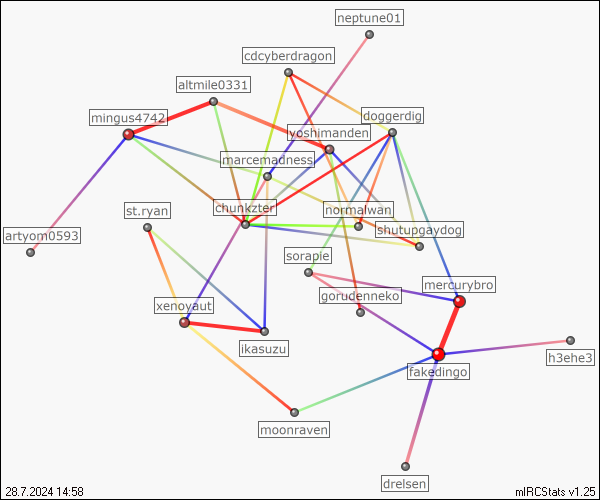 neptune01
cdcyberdragon
altmile0331
mingus4742
doggerdig
yoshimanden
marcemadness
st.ryan
chunkzter
normalwan
shutupgaydog
artyom0593
sorapie
mercurybro
gorudenneko
xenoyaut
ikasuzu
h3ehe3
fakedingo
moonraven
drelsen
28.7.2024 14:58
mIRCStats v1.25